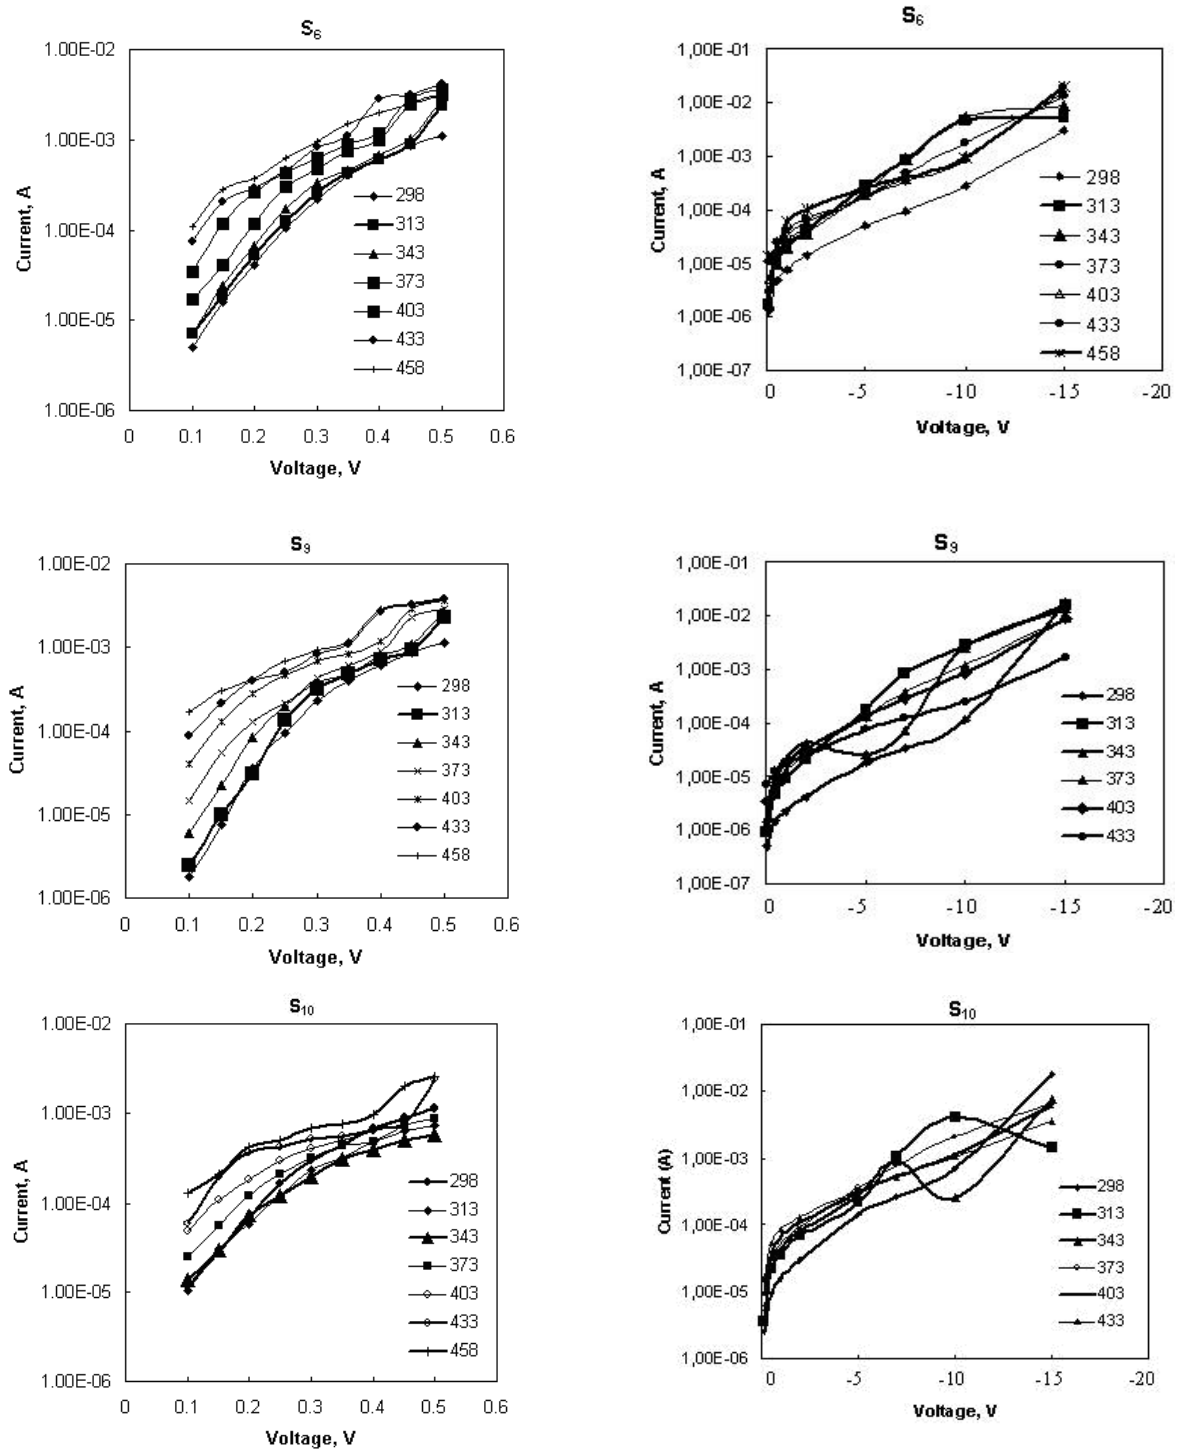 S6
1.00E-02
1.00E-03
1.00E-04
1.00E-05
1.00E-06
Current, A
0 0.1 0.2 0.3 0.4 0.5 0.6
Voltage, V
298
313
343
373
403
433
458
S6
1,00E-01
1,00E-02
1,00E-03
1,00E-04
1,00E-05
1,00E-06
1,00E-07
Current, A
0 -5 -10 -15 -20
Voltage, V
298
313
343
373
403
433
458
S9
1.00E-02
1.00E-03
1.00E-04
1.00E-05
1.00E-06
Current, A
0 0.1 0.2 0.3 0.4 0.5 0.6
Voltage, V
298
313
343
373
403
433
458
S9
1,00E-01
1,00E-02
1,00E-03
1,00E-04
1,00E-05
1,00E-06
1,00E-07
Current, A
0 -5 -10 -15 -20
Voltage, V
298
313
343
373
403
433
S10
1.00E-02
1.00E-03
1.00E-04
1.00E-05
1.00E-06
Current, A
0 0.1 0.2 0.3 0.4 0.5 0.6
Voltage, V
298
313
343
373
403
433
458
S10
1,00E-01
1,00E-02
1,00E-03
1,00E-04
1,00E-05
1,00E-06
Current (A)
0 -5 -10 -15 -20
Voltage, V
298
313
343
373
403
433